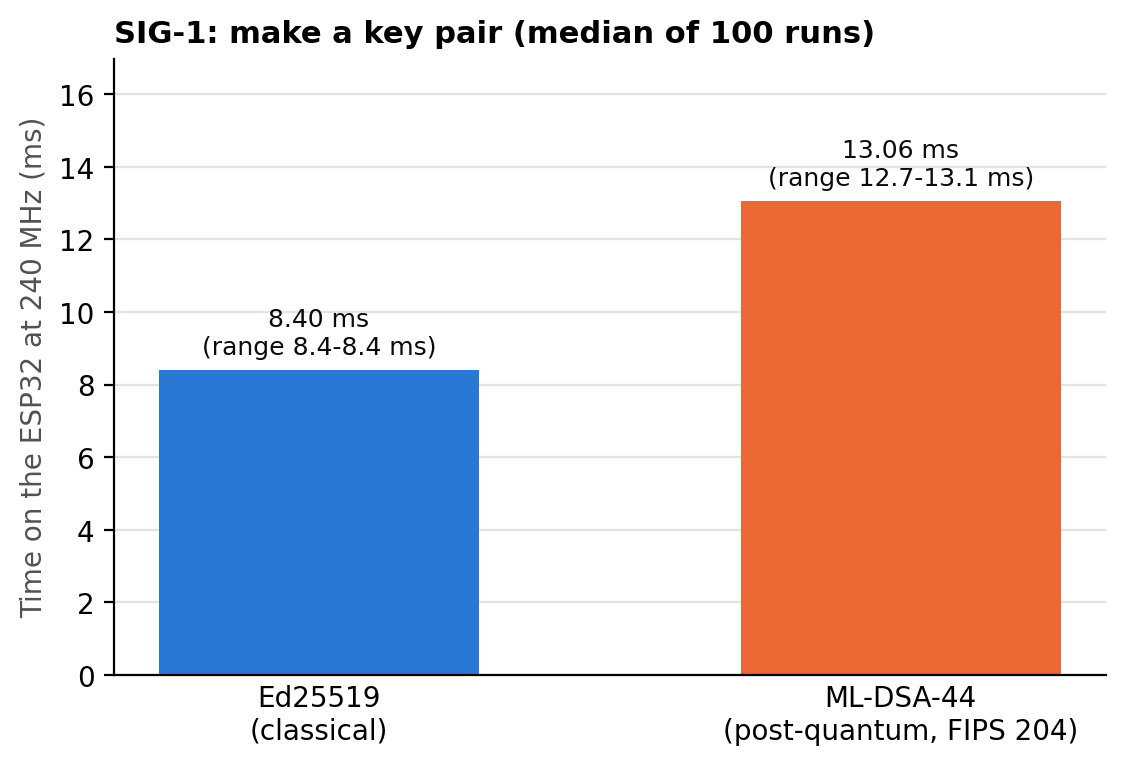 SIG-1: make a key pair (median of 100 runs)
Time on the ESP32 at 240 MHz (ms)
16
14
12
10
8
6
4
2
0
8.40 ms
(range 8.4-8.4 ms)
13.06 ms
(range 12.7-13.1 ms)
Ed25519
(classical)
ML-DSA-44
(post-quantum, FIPS 204)